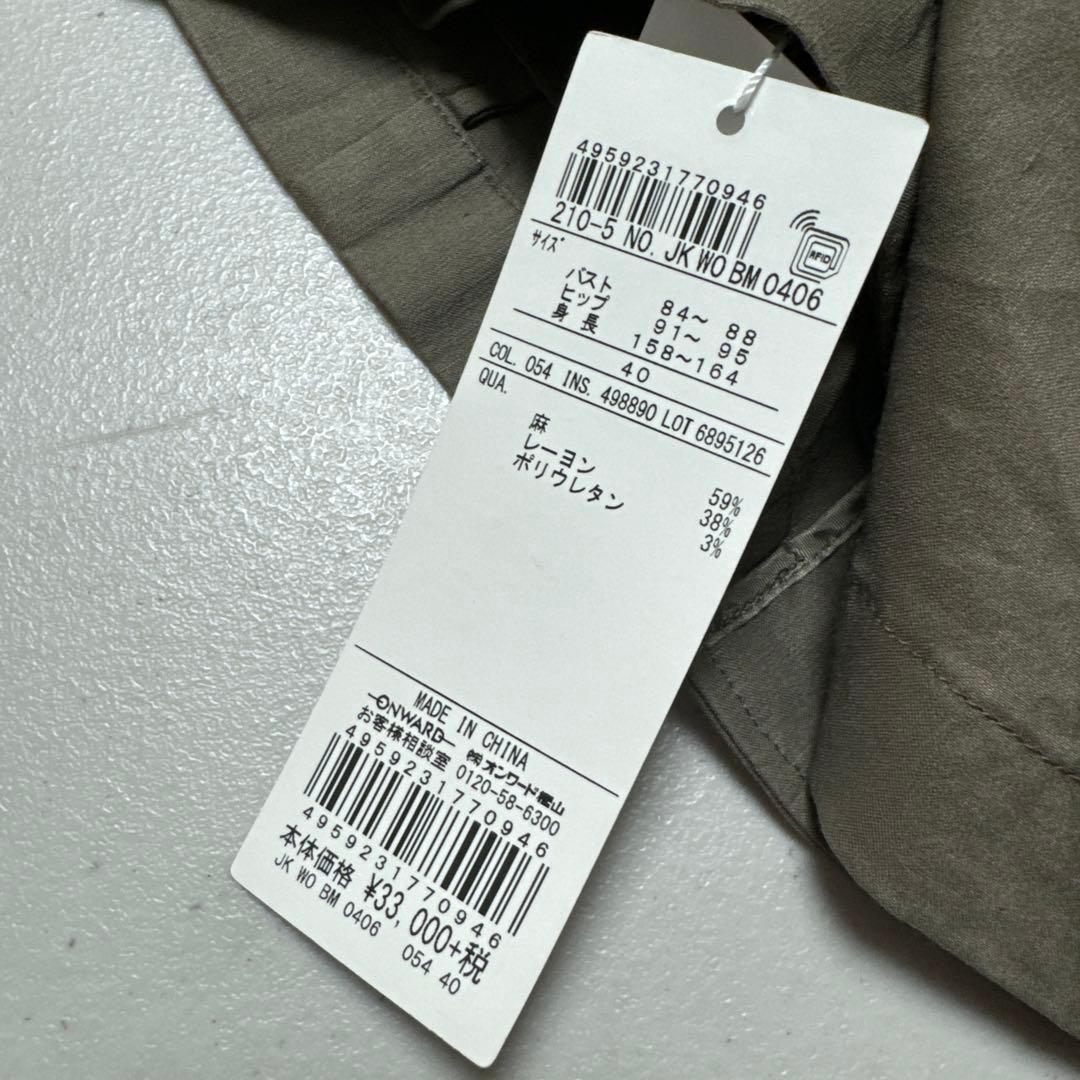 4959231770946
210-5 NO. JK WO BM 0406
RFID
サイズ
バスト 84〜 88
ヒップ 91〜 95
身長 158〜164
40
COL. 054 INS. 498890 LOT 6895126
QUA.
麻 59%
レーヨン 38%
ポリウレタン 3%
MADE IN CHINA
ONWARD ㈱オンワード樫山
お客様相談室 0120-58-6300
4959231770946
4959231770946
本体価格 ¥33,000+税
JK WO BM 0406 054 40